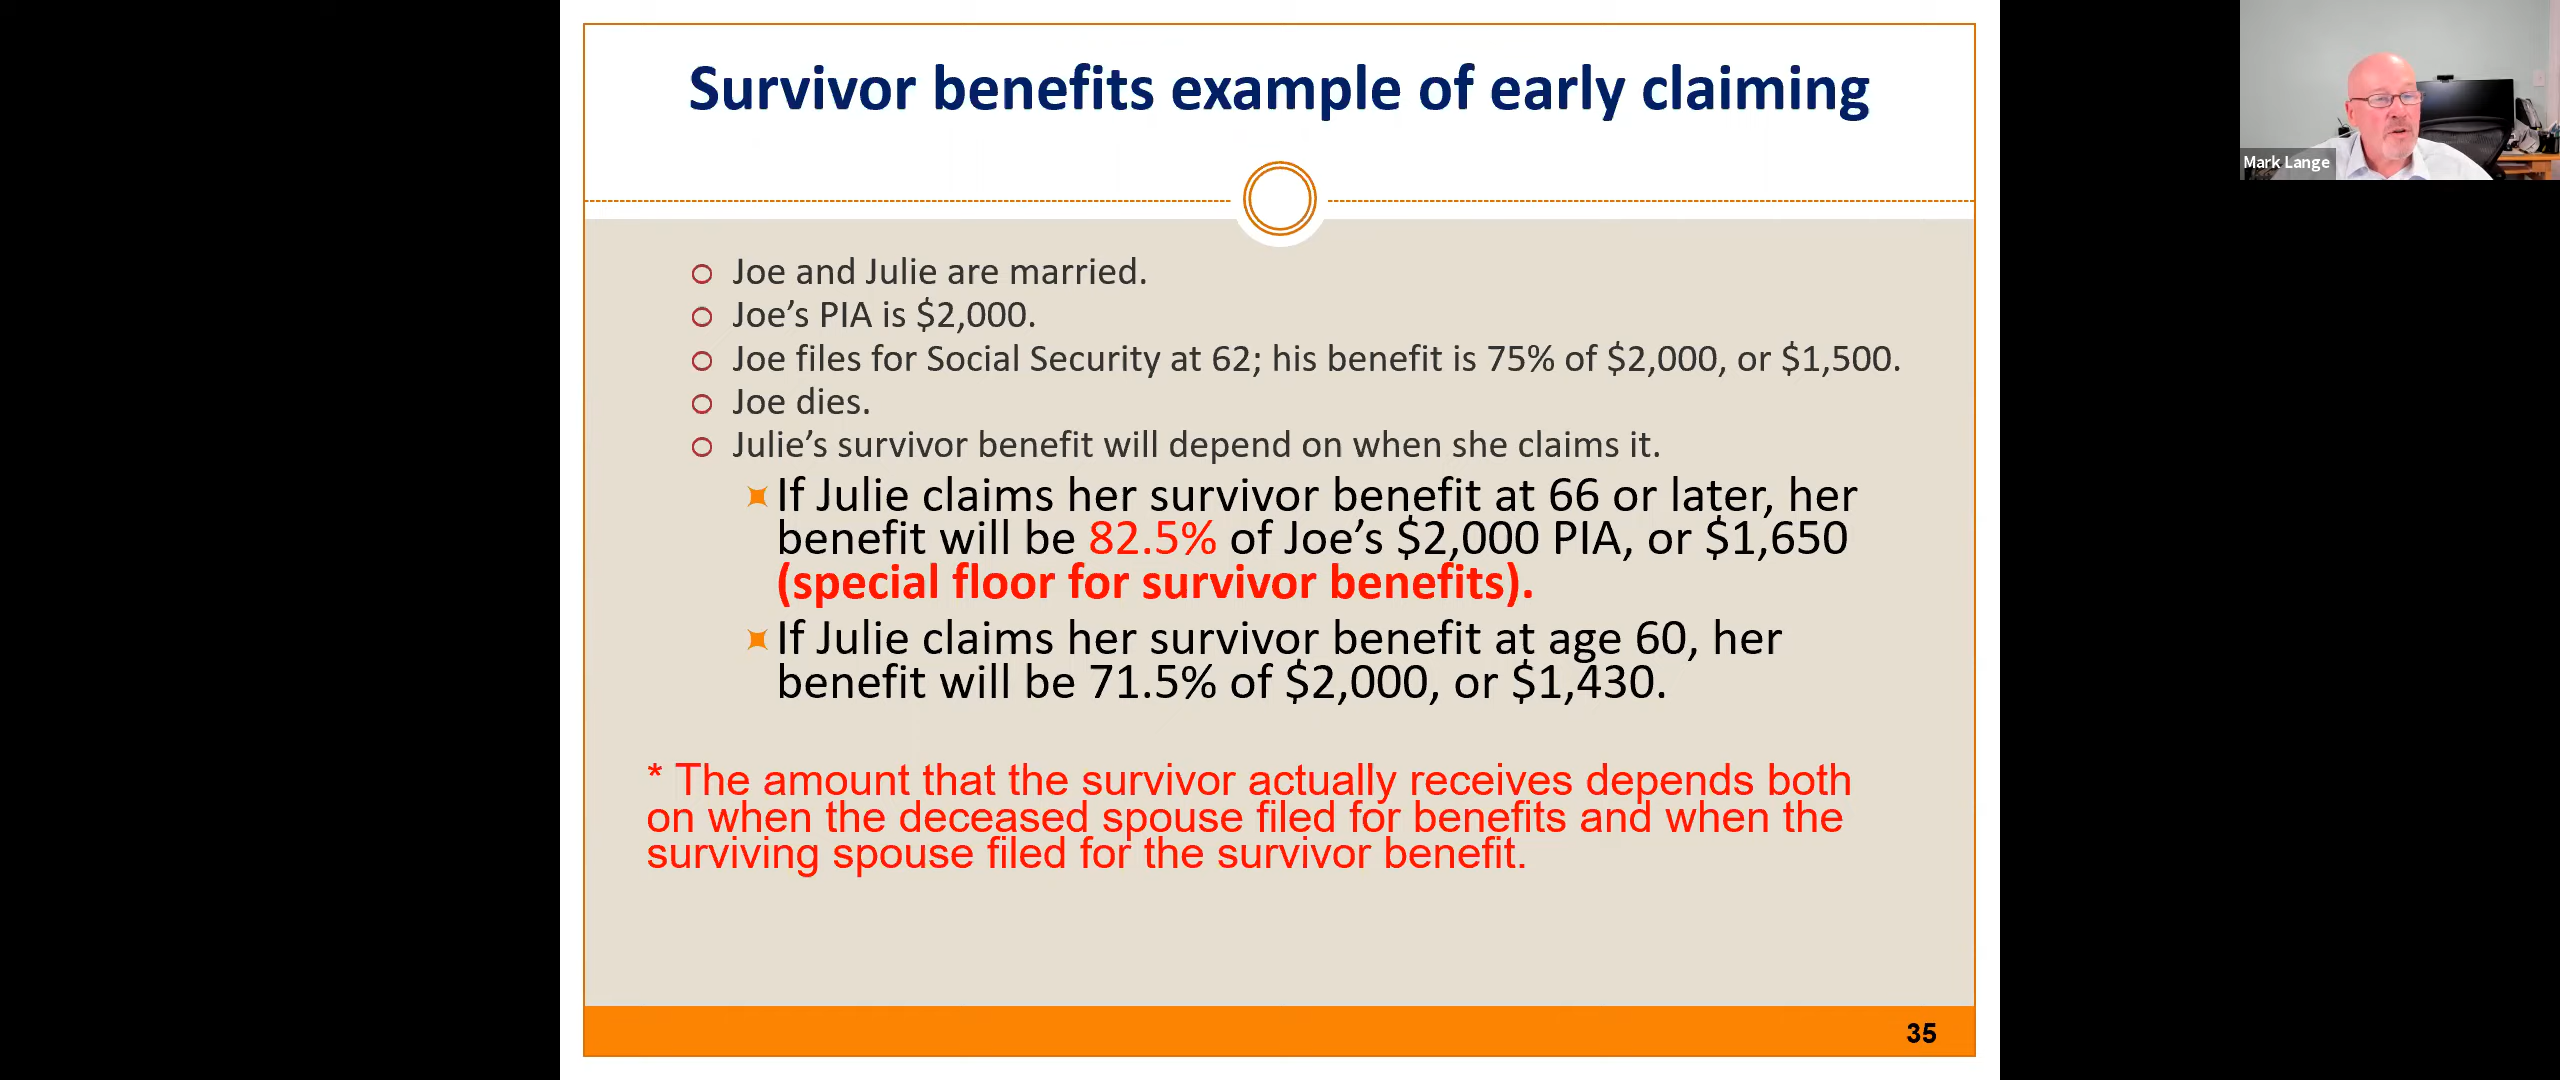 Survivor benefits example of early claiming
Mark Lange
Joe and Julie are married.
Joe’s PIA is $2,000.
Joe files for Social Security at 62; his benefit is 75% of $2,000, or $1,500.
Joe dies.
Julie’s survivor benefit will depend on when she claims it.
If Julie claims her survivor benefit at 66 or later, her
benefit will be 82.5% of Joe’s $2,000 PIA, or $1,650
(special floor for survivor benefits).
If Julie claims her survivor benefit at age 60, her
benefit will be 71.5% of $2,000, or $1,430.
* The amount that the survivor actually receives depends both
on when the deceased spouse filed for benefits and when the
surviving spouse filed for the survivor benefit.
35